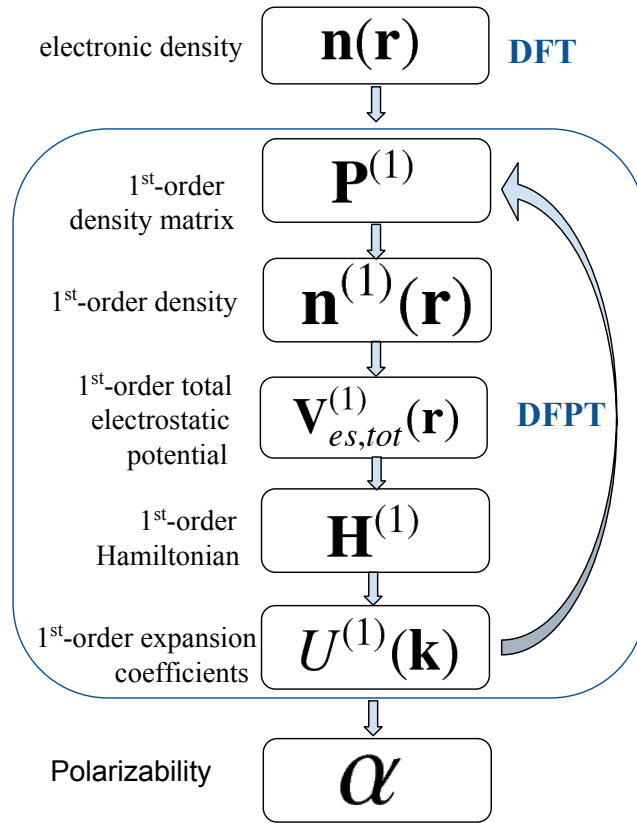 electronic density
n(r)
DFT
1st-order
density matrix
P(1)
1st-order density
n(1)(r)
1st-order total
electrostatic
potential
V(1)es,tot(r)
DFPT
1st-order
Hamiltonian
H(1)
1st-order expansion
coefficients
U(1)(k)
Polarizability
α